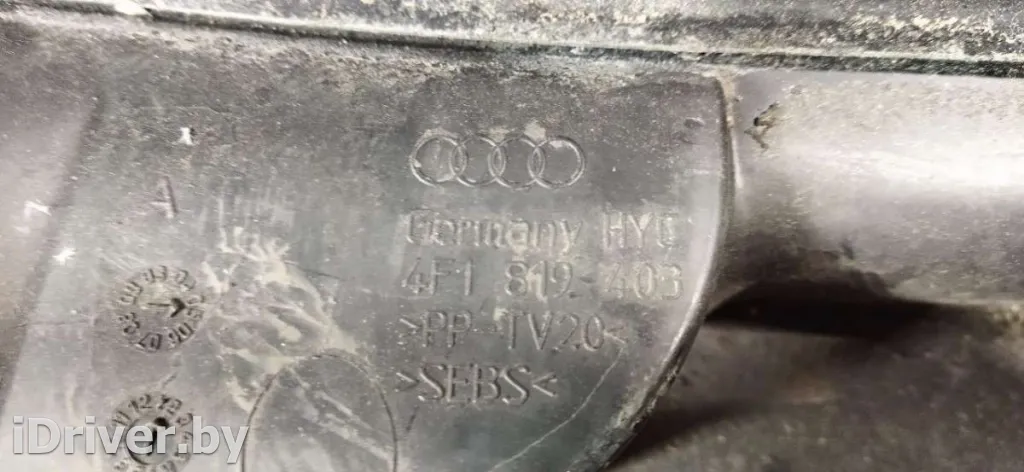 A
Germany HYC
4F1 819 403
>PP-TV20<
>SEBS<
iDriver.by